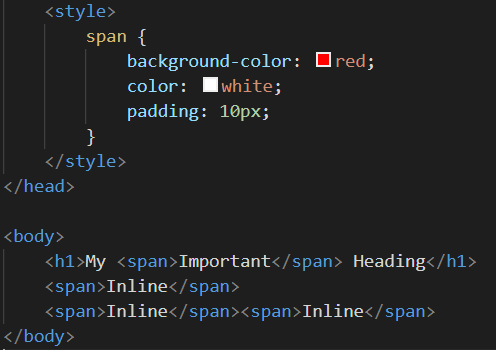 <style>
span {
background-color: red;
color: white;
padding: 10px;
}
</style>
</head>
<body>
<h1>My <span>Important</span> Heading</h1>
<span>Inline</span>
<span>Inline</span><span>Inline</span>
</body>